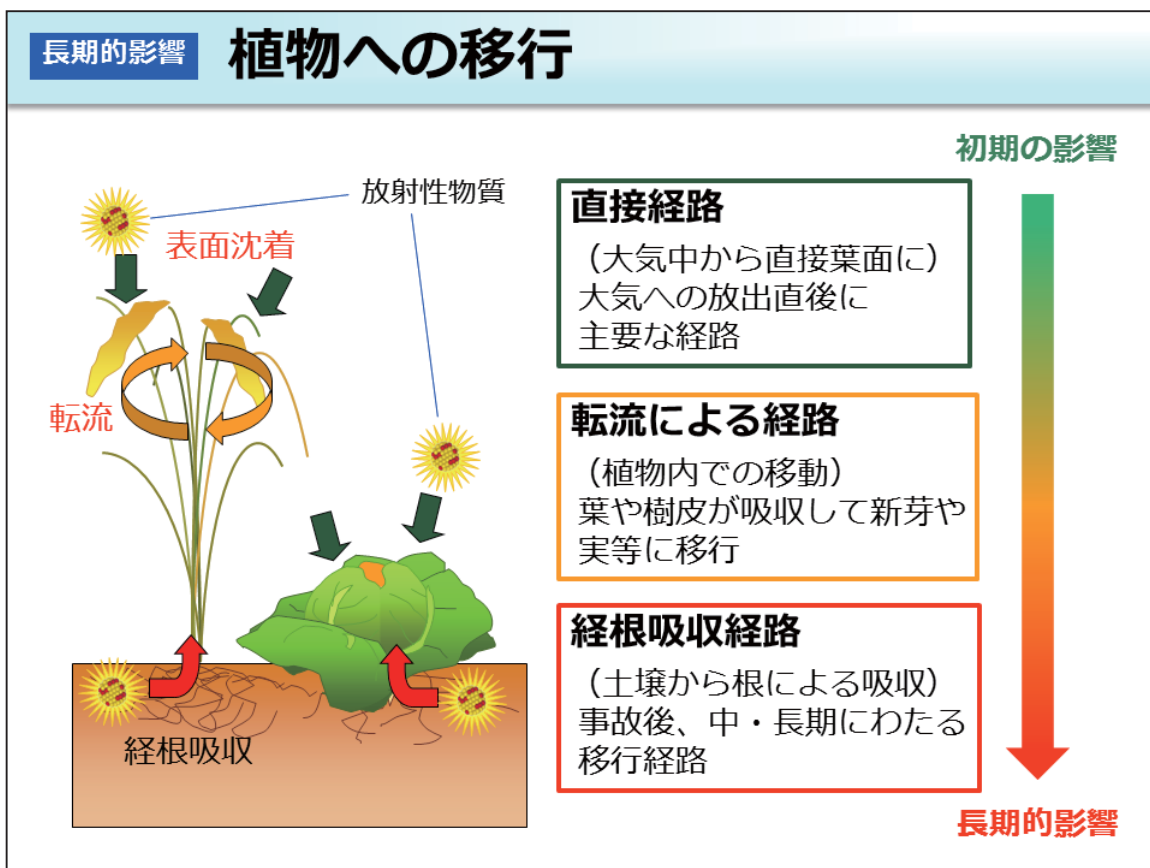 長期的影響
植物への移行
初期の影響
放射性物質
表面沈着
転流
経根吸収
直接経路
（大気中から直接葉面に）
大気への放出直後に
主要な経路
転流による経路
（植物内での移動）
葉や樹皮が吸収して新芽や
実等に移行
経根吸収経路
（土壌から根による吸収）
事故後、中・長期にわたる
移行経路
長期的影響